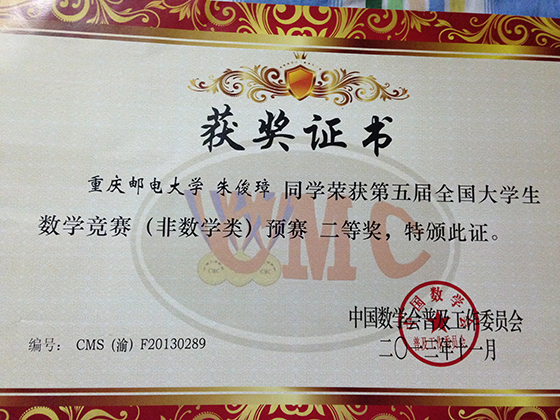 获奖证书
重庆邮电大学 朱俊璋 同学荣获第五届全国大学生
数学竞赛（非数学类）预赛 二等奖，特颁此证。
CMC
中国数学会普及工作委员会
中国数学会
普及工作委员会
二〇一三年十一月
编号： CMS (渝) F20130289